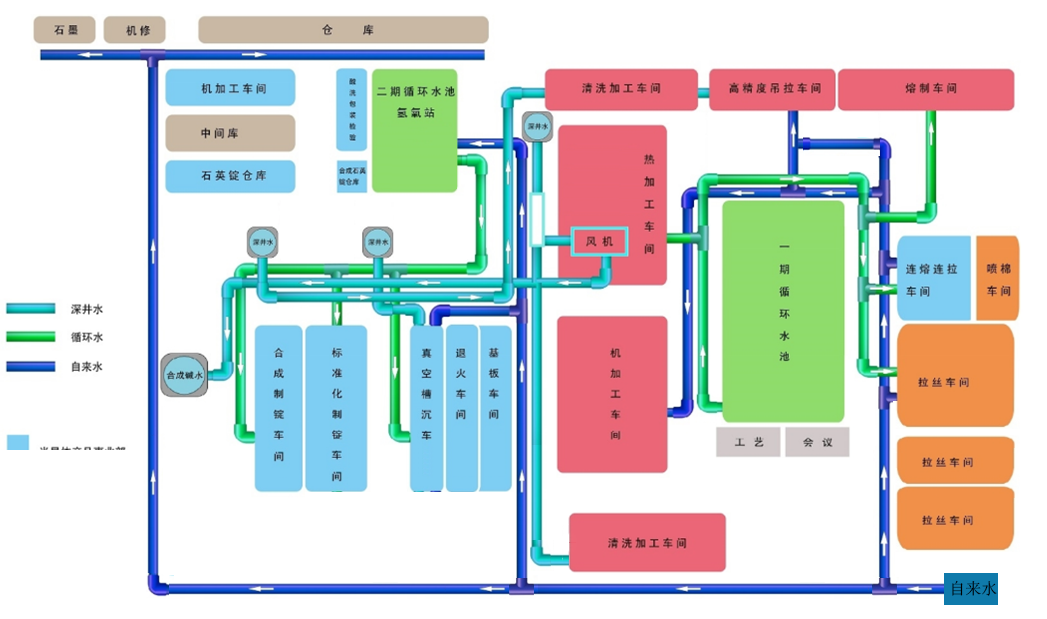 石墨
机修
仓 库
机加工车间
中间库
石英锭仓库
酸洗包装检验
合成石英
锭仓库
二期循环水池
氢氧站
深井水
清洗加工车间
高精度吊拉车间
熔制车间
热加工车间
风机
深井水
深井水
一期循环水池
连熔连拉
车间
喷棉
车间
深井水
循环水
自来水
合成碱水
合成制锭车间
标准化制锭车间
真空槽沉车
退火车间
基板车间
机加工车间
拉丝车间
工艺
会议
拉丝车间
拉丝车间
清洗加工车间
自来水